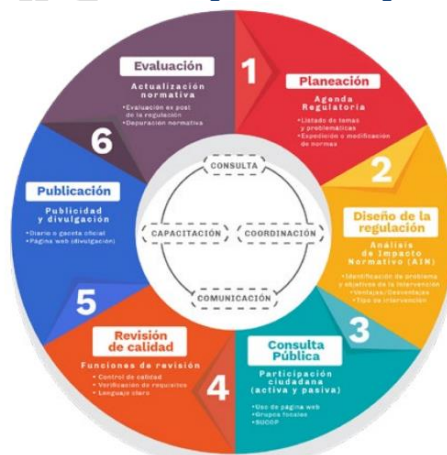 1
Planeación
Agenda
Regulatoria
•Listado de temas
y problemáticas
•Expedición o modificación
de normas
2
Diseño de la
regulación
Análisis
de Impacto
Normativo (AIN)
•Identificación de problema
y objetivos de la intervención
•Ventajas/Desventajas
•Tipo de intervención
3
Consulta
Pública
Participación
ciudadana
(activa y pasiva)
•Uso de página web
•Grupos focales
•SUCOP
4
Revisión
de calidad
Funciones de revisión
• Control de calidad
• Verificación de requisitos
• Lenguaje claro
5
Publicación
Publicidad
y divulgación
•Diario o gaceta oficial
•Página web (divulgación)
6
Evaluación
Actualización
normativa
•Evaluación ex post
de la regulación
•Depuración normativa
CONSULTA
CAPACITACIÓN
COORDINACIÓN
COMUNICACIÓN